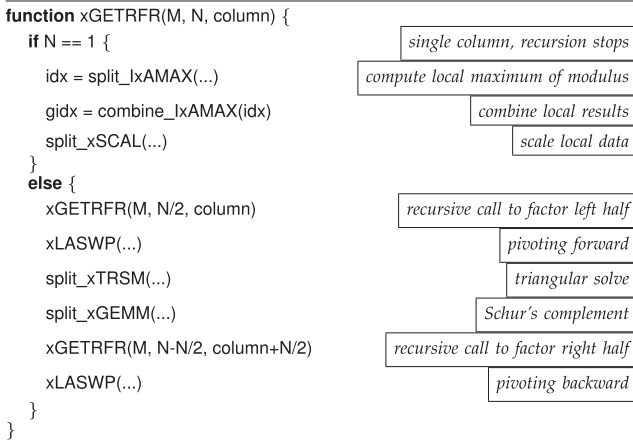 function xGETRFR(M, N, column) {
if N == 1 { single column, recursion stops
idx = split_IxAMAX(...) compute local maximum of modulus
gidx = combine_IxAMAX(idx) combine local results
split_xSCAL(...) scale local data
}
else {
xGETRFR(M, N/2, column) recursive call to factor left half
xLASWP(...) pivoting forward
split_xTRSM(...) triangular solve
split_xGEMM(...) Schur's complement
xGETRFR(M, N-N/2, column+N/2) recursive call to factor right half
xLASWP(...) pivoting backward
}
}